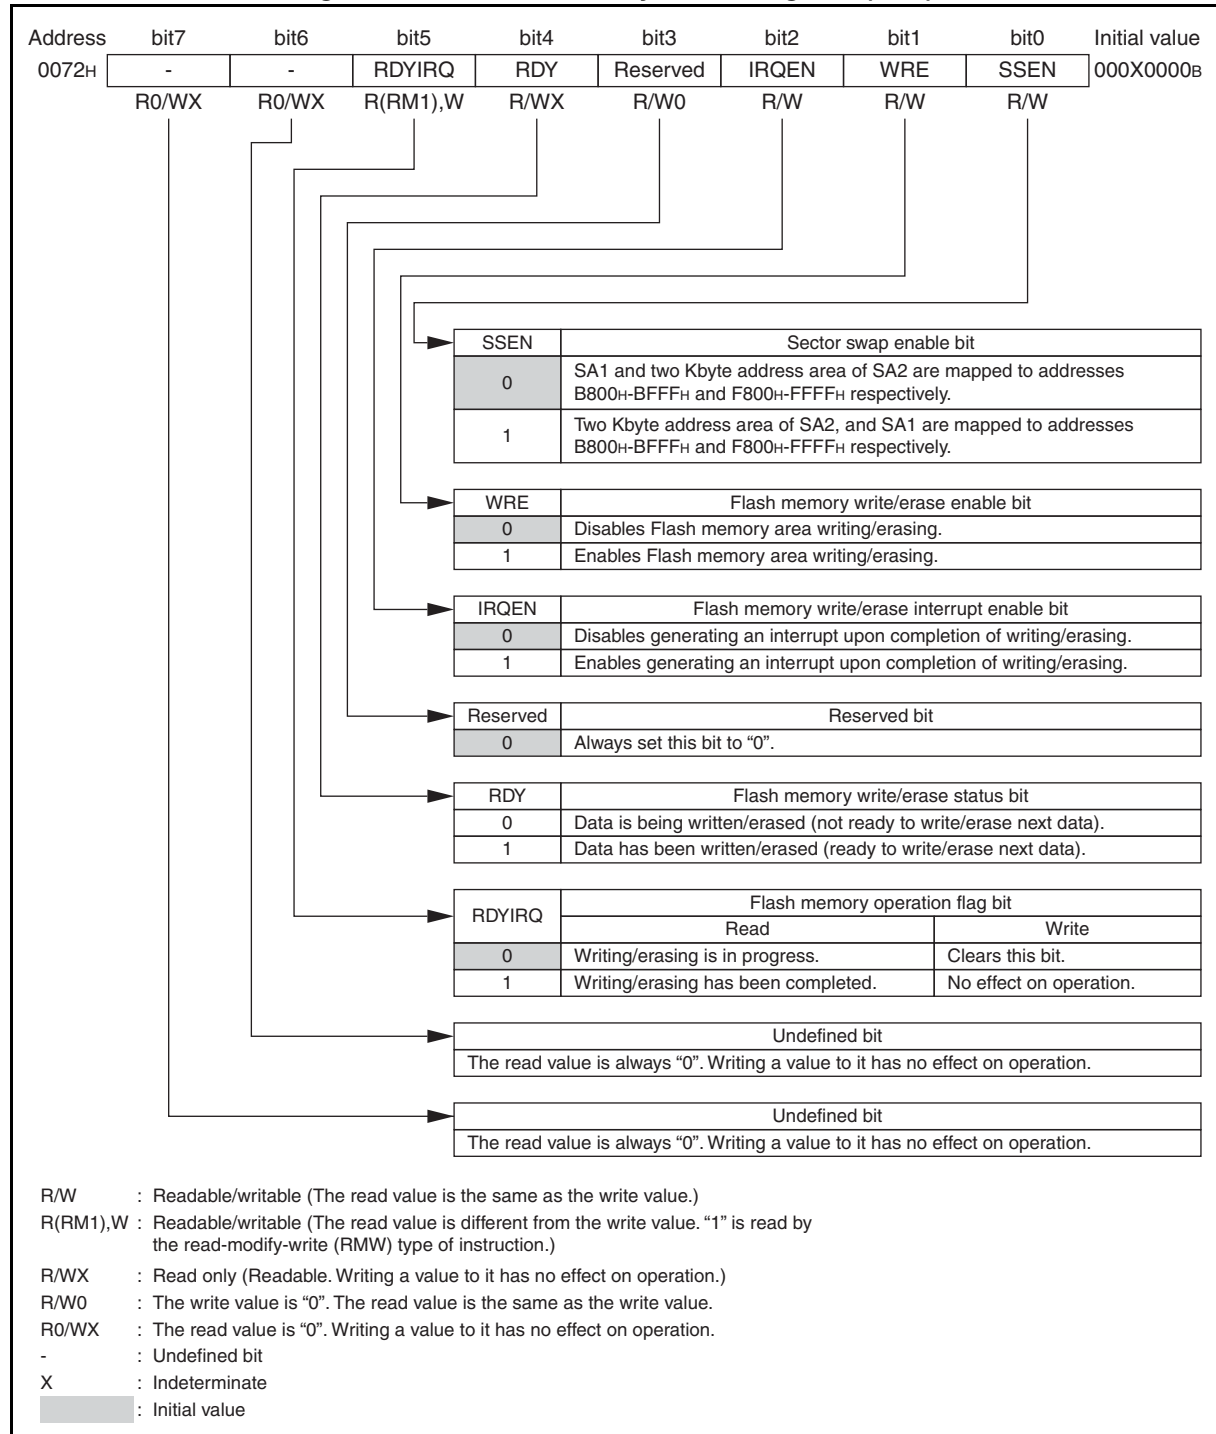 Address bit7 bit6 bit5 bit4 bit3 bit2 bit1 bit0 Initial value
0072H - - RDYIRQ RDY Reserved IRQEN WRE SSEN 000X0000B
R0/WX R0/WX R(RM1),W R/WX R/W0 R/W R/W R/W
SSEN Sector swap enable bit
0 SA1 and two Kbyte address area of SA2 are mapped to addresses
B800H-BFFFH and F800H-FFFFH respectively.
1 Two Kbyte address area of SA2, and SA1 are mapped to addresses
B800H-BFFFH and F800H-FFFFH respectively.
WRE Flash memory write/erase enable bit
0 Disables Flash memory area writing/erasing.
1 Enables Flash memory area writing/erasing.
IRQEN Flash memory write/erase interrupt enable bit
0 Disables generating an interrupt upon completion of writing/erasing.
1 Enables generating an interrupt upon completion of writing/erasing.
Reserved Reserved bit
0 Always set this bit to “0”.
RDY Flash memory write/erase status bit
0 Data is being written/erased (not ready to write/erase next data).
1 Data has been written/erased (ready to write/erase next data).
RDYIRQ Flash memory operation flag bit
Read Write
0 Writing/erasing is in progress. Clears this bit.
1 Writing/erasing has been completed. No effect on operation.
Undefined bit
The read value is always “0”. Writing a value to it has no effect on operation.
Undefined bit
The read value is always “0”. Writing a value to it has no effect on operation.
R/W : Readable/writable (The read value is the same as the write value.)
R(RM1),W : Readable/writable (The read value is different from the write value. “1” is read by
the read-modify-write (RMW) type of instruction.)
R/WX : Read only (Readable. Writing a value to it has no effect on operation.)
R/W0 : The write value is “0”. The read value is the same as the write value.
R0/WX : The read value is “0”. Writing a value to it has no effect on operation.
- : Undefined bit
X : Indeterminate
: Initial value